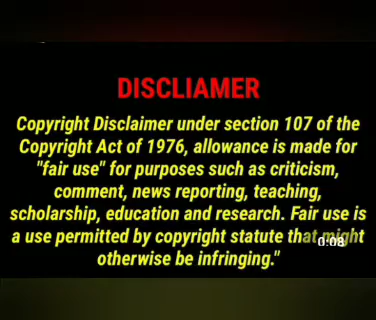 DISCLIAMER
Copyright Disclaimer under section 107 of the
Copyright Act of 1976, allowance is made for
"fair use" for purposes such as criticism,
comment, news reporting, teaching,
scholarship, education and research. Fair use is
a use permitted by copyright statute that might
0:08
otherwise be infringing."